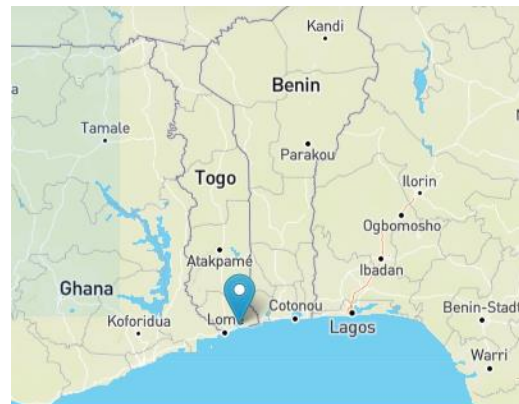 Kandi
Benin
a
Tamale
Parakou
Togo
Ilorin
Ogbomosho
Atakpamé
Ibadan
Ghana
Cotonou
Koforidua
Lomé
Lagos
Benin-Stadt
Warri